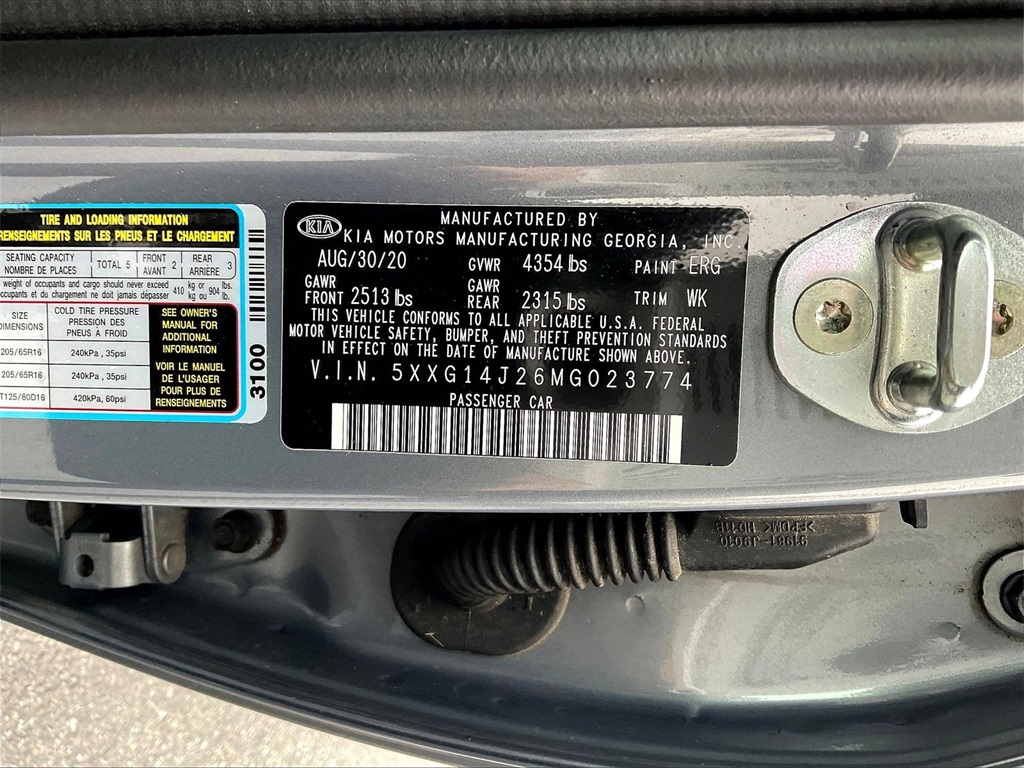 TIRE AND LOADING INFORMATION
RENSEIGNEMENTS SUR LES PNEUS ET LE CHARGEMENT
SEATING CAPACITY
NOMBRE DE PLACES
TOTAL 5
FRONT
AVANT 2
REAR
ARRIÈRE 3
weight of occupants and cargo should never exceed 410 kg or 904 lbs.
occupants et du chargement ne doit jamais dépasser kg ou lb.
SIZE
DIMENSIONS
COLD TIRE PRESSURE
PRESSION DES
PNEUS À FROID
205/65R16 240kPa, 35psi
205/65R16 240kPa, 35psi
T125/80D16 420kPa, 60psi
SEE OWNER'S
MANUAL FOR
ADDITIONAL
INFORMATION
VOIR LE MANUEL
DE L'USAGER
POUR PLUS DE
RENSEIGNEMENTS
3100
KIA
MANUFACTURED BY
KIA MOTORS MANUFACTURING GEORGIA, INC.
AUG/30/20 GVWR 4354 lbs PAINT ERG
GAWR FRONT 2513 lbs GAWR REAR 2315 lbs TRIM WK
THIS VEHICLE CONFORMS TO ALL APPLICABLE U.S.A. FEDERAL
MOTOR VEHICLE SAFETY, BUMPER, AND THEFT PREVENTION STANDARDS
IN EFFECT ON THE DATE OF MANUFACTURE SHOWN ABOVE.
V.I.N. 5XXG14J26MG023774
PASSENGER CAR
91981-J9010